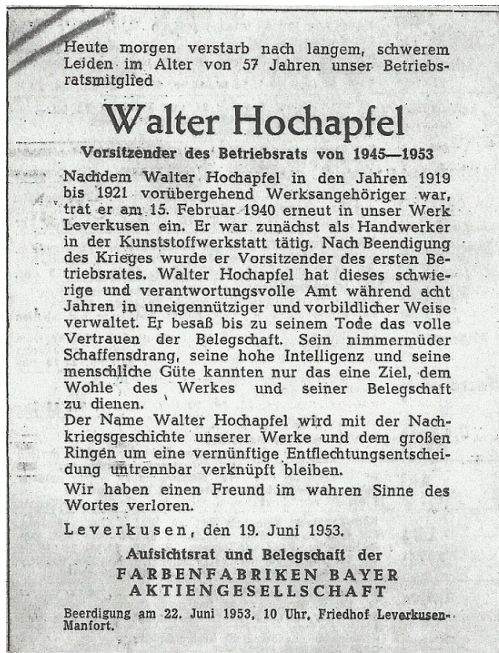 Heute morgen verstarb nach langem, schwerem
Leiden im Alter von 57 Jahren unser Betriebs-
ratsmitglied
Walter Hochapfel
Vorsitzender des Betriebsrats von 1945—1953
Nachdem Walter Hochapfel in den Jahren 1919
bis 1921 vorübergehend Werksangehöriger war,
trat er am 15. Februar 1940 erneut in unser Werk
Leverkusen ein. Er war zunächst als Handwerker
in der Kunststoffwerkstatt tätig. Nach Beendigung
des Krieges wurde er Vorsitzender des ersten Be-
triebsrates. Walter Hochapfel hat dieses schwie-
rige und verantwortungsvolle Amt während acht
Jahren in uneigennütziger und vorbildlicher Weise
verwaltet. Er besaß bis zu seinem Tode das volle
Vertrauen der Belegschaft. Sein nimmermüder
Schaffensdrang, seine hohe Intelligenz und seine
menschliche Güte kannten nur das eine Ziel, dem
Wohle des Werkes und seiner Belegschaft
zu dienen.
Der Name Walter Hochapfel wird mit der Nach-
kriegsgeschichte unserer Werke und dem großen
Ringen um eine vernünftige Entflechtungsentschei-
dung untrennbar verknüpft bleiben.
Wir haben einen Freund im wahren Sinne des
Wortes verloren.
Leverkusen, den 19. Juni 1953.
Aufsichtsrat und Belegschaft der
FARBENFABRIKEN BAYER
AKTIENGESELLSCHAFT
Beerdigung am 22. Juni 1953, 10 Uhr, Friedhof Leverkusen-
Manfort.